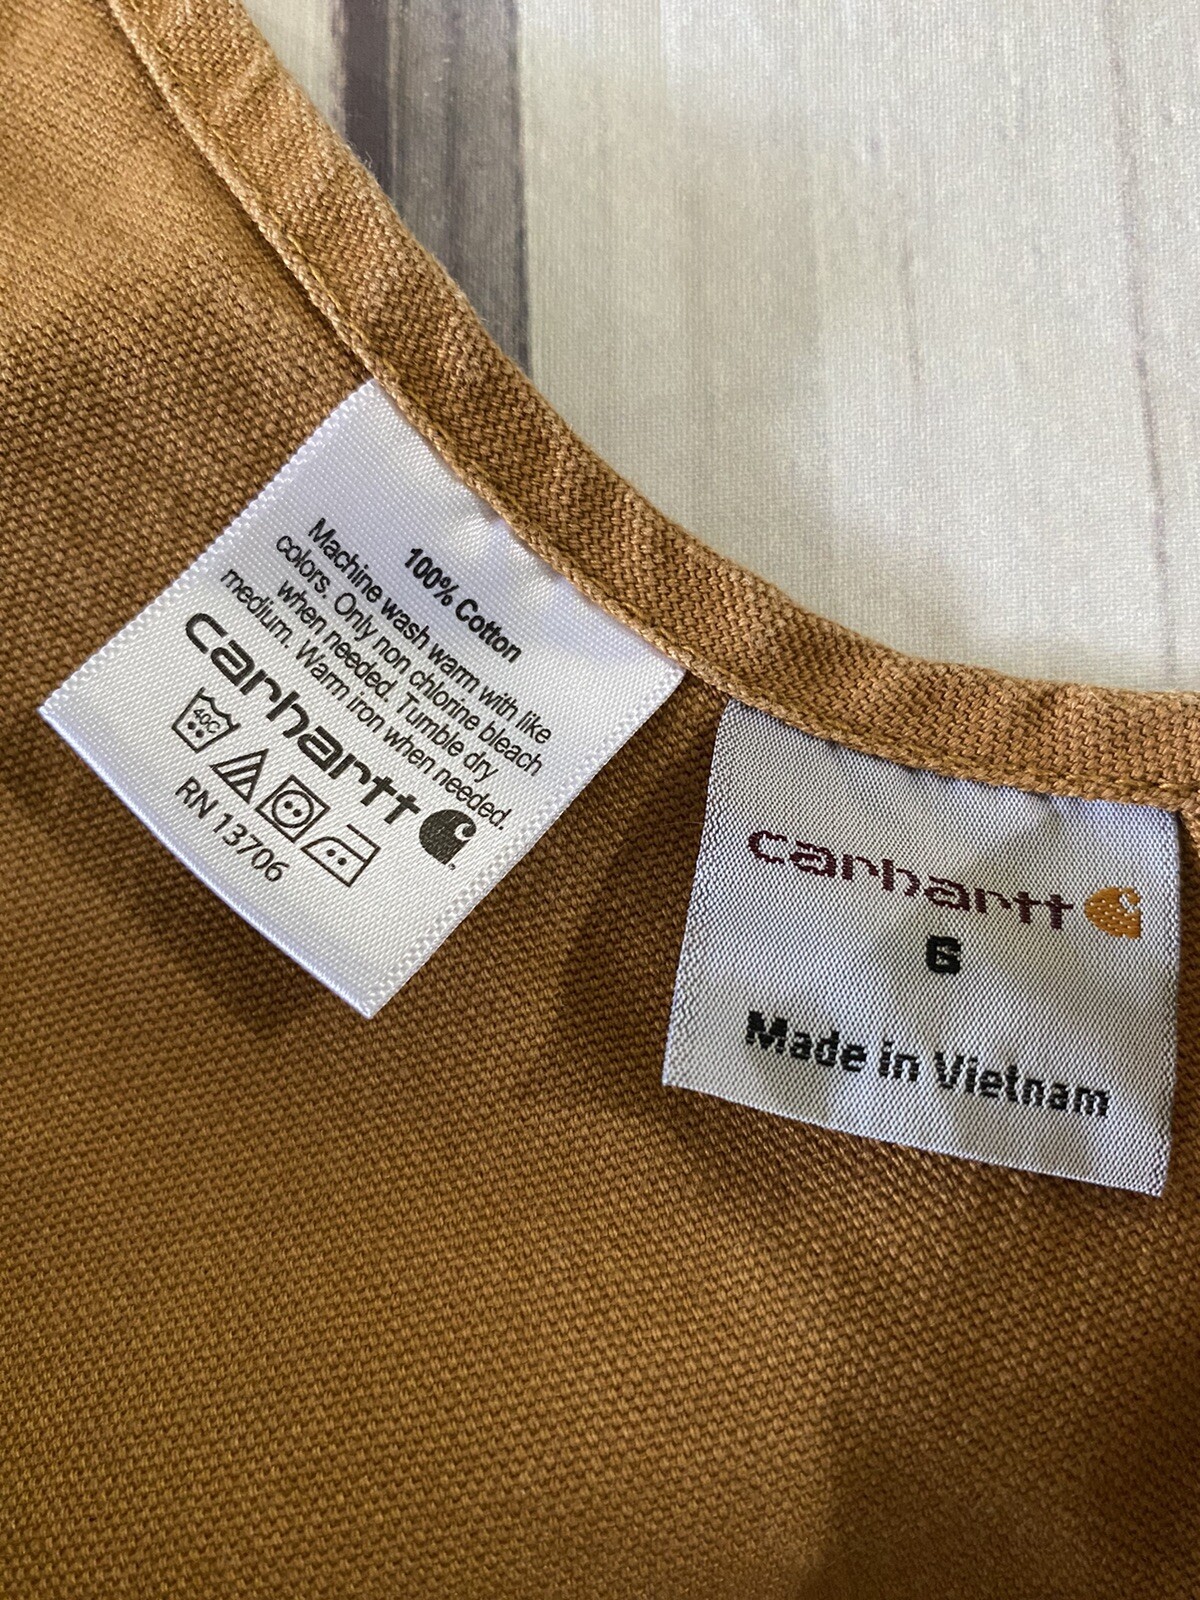 100% Cotton
Machine wash warm with like
colors. Only non chlorine bleach
when needed. Tumble dry
medium. Warm iron when needed.
carhartt
40C
RN 13706
carhartt
6
Made in Vietnam